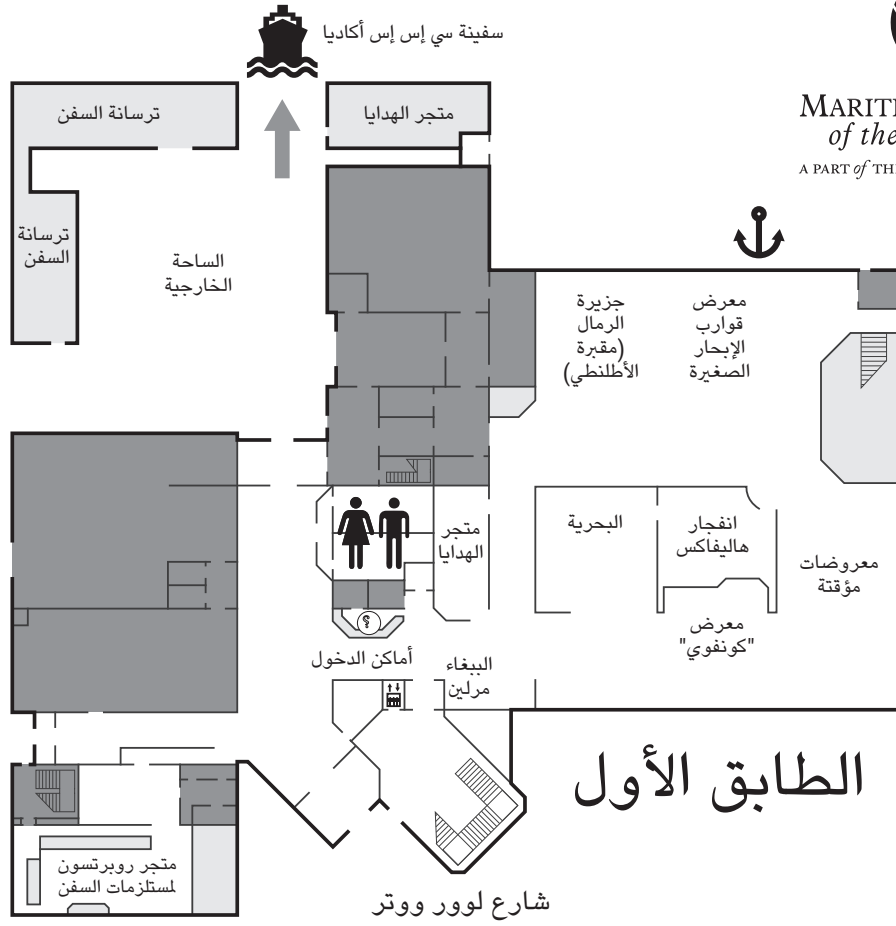 سفينة سي إس إس أكاديا
ترسانة السفن
متجر الهدايا
MARITI
of the
A PART of TH
ترسانة
السفن
الساحة
الخارجية
جزيرة
الرمال
(مقبرة
الأطلنطي)
معرض
قوارب
الإبحار
الصغيرة
متجر
الهدايا
البحرية
انفجار
هاليفاكس
معروضات
مؤقتة
؟
معرض
"كونفوي"
أماكن الدخول
الببغاء
مرلين
الطابق الأول
متجر روبرتسون
لمستلزمات السفن
شارع لوور ووتر